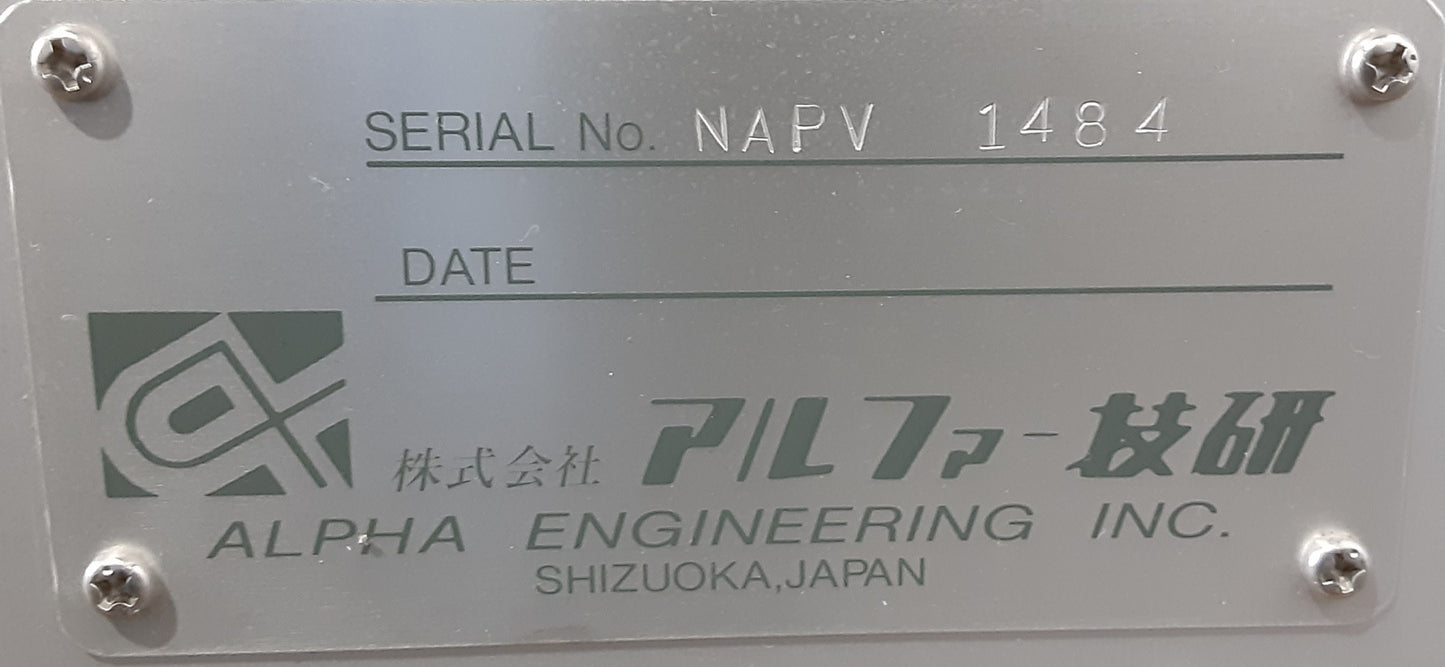 SERIAL No. NAPV 1484
DATE
株式会社 アルファー技研
ALPHA ENGINEERING INC.
SHIZUOKA,JAPAN